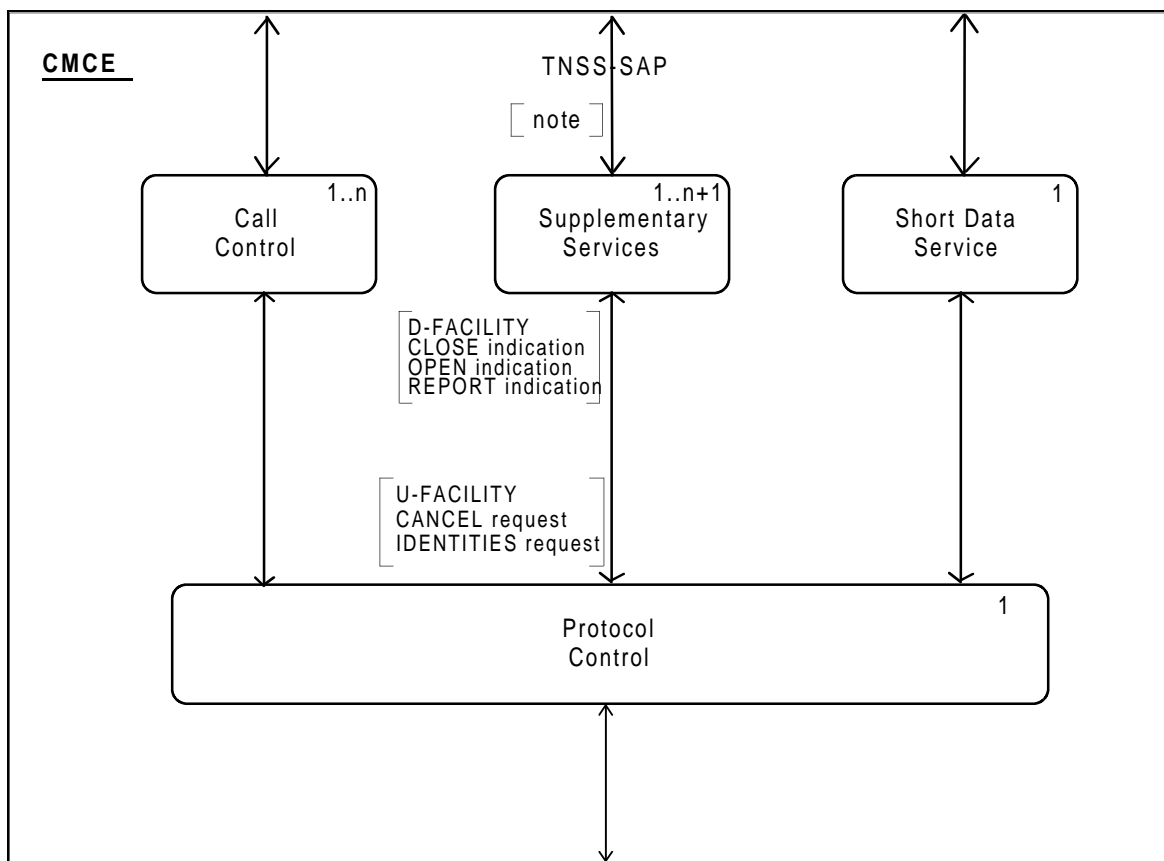 CMCE
TNSS-SAP
note
1..n
Call
Control
1..n+1
Supplementary
Services
1
Short Data
Service
D-FACILITY
CLOSE indication
OPEN indication
REPORT indication
U-FACILITY
CANCEL request
IDENTITIES request
1
Protocol
Control